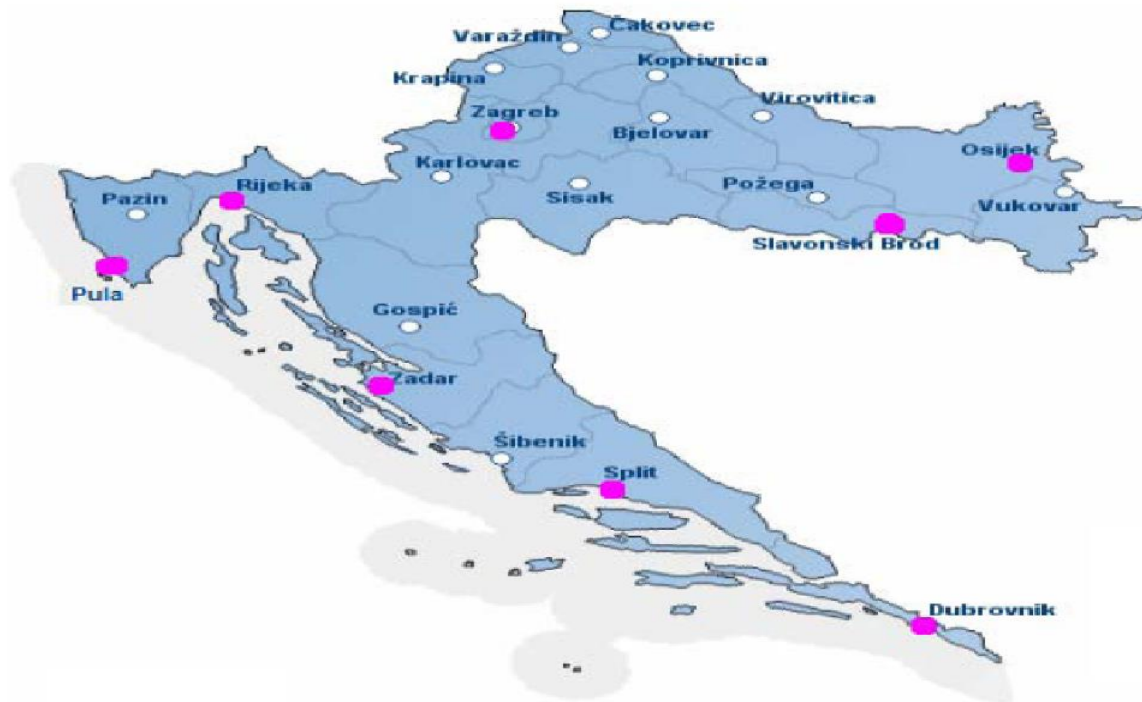 Čakovec
Varaždin
Koprivnica
Krapina
Virovitica
Zagreb
Bjelovar
Osijek
Karlovac
Rijeka
Požega
Pazin
Sisak
Vukovar
Slavonski Brod
Pula
Gospić
Zadar
Šibenik
Split
Dubrovnik